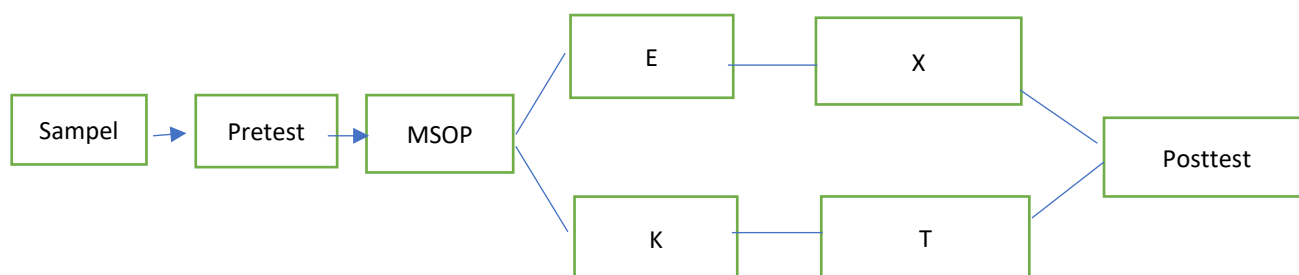 Sampel
Pretest
MSOP
E
X
K
T
Posttest